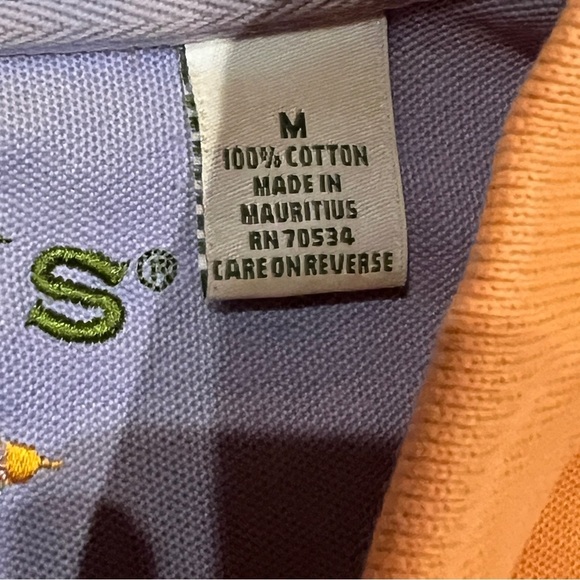 M
100% COTTON
MADE IN
MAURITIUS
RN 70534
CARE ON REVERSE
S®